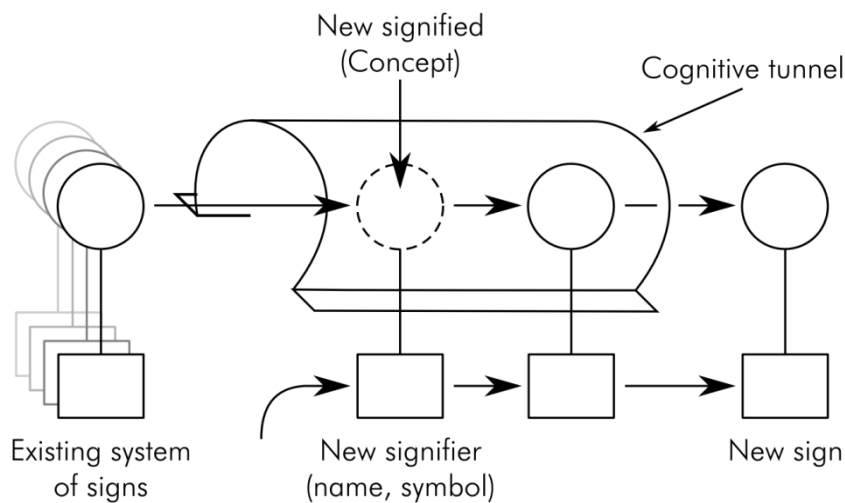 New signified
(Concept)
Cognitive tunnel
Existing system
of signs
New signifier
(name, symbol)
New sign